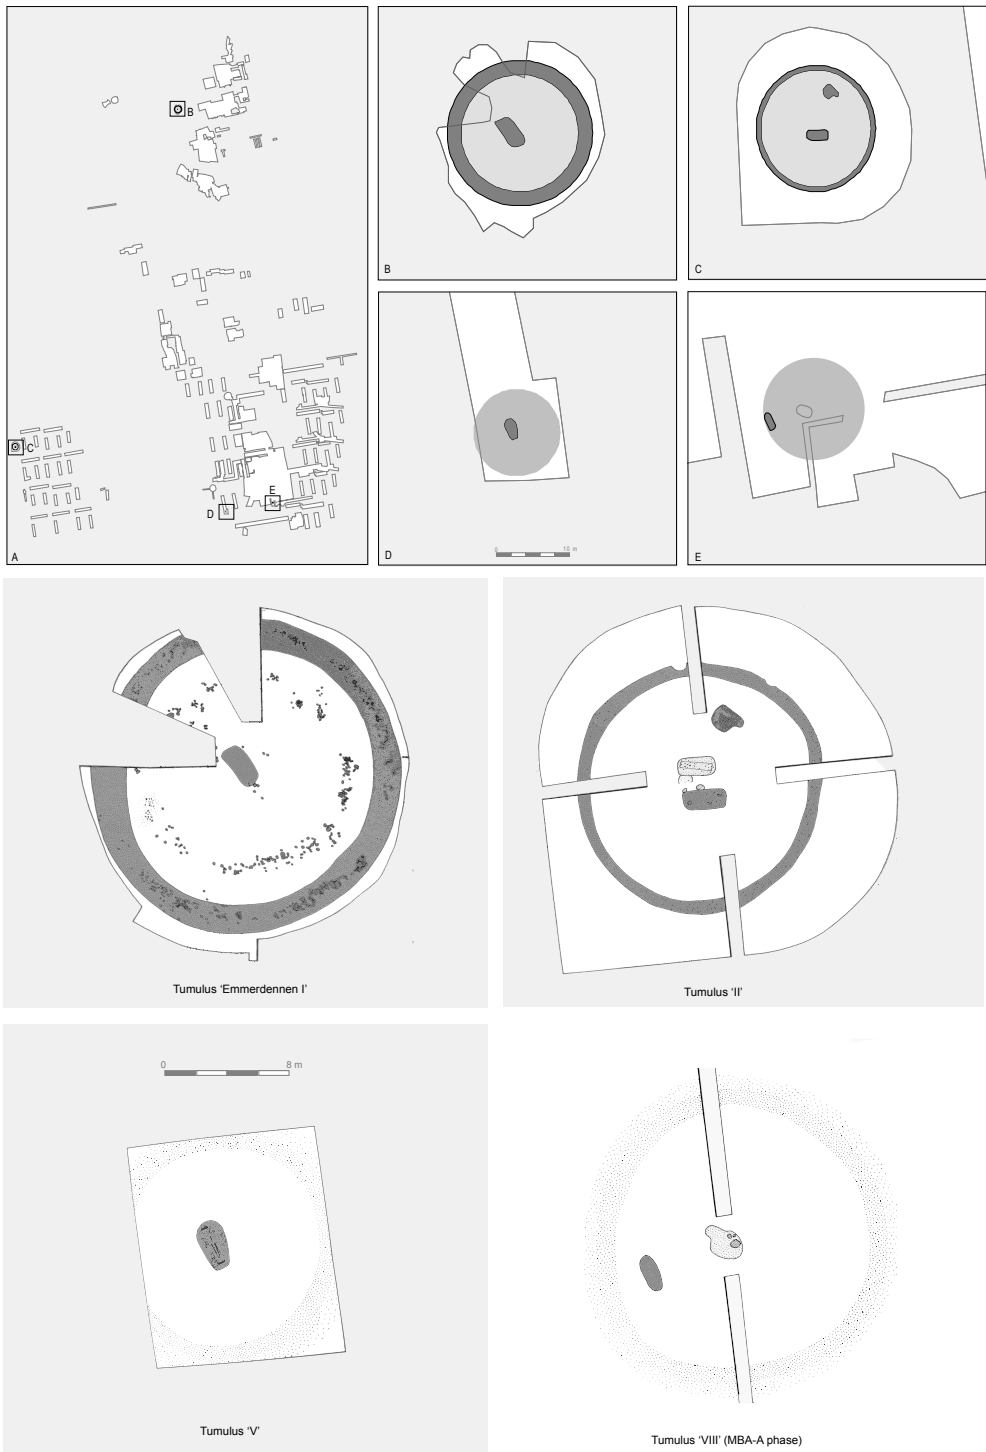 B
C
D
E
A
B
C
0 10 m
D
E
Tumulus 'Emmerdennen I'
Tumulus 'II'
0 8 m
Tumulus 'V'
Tumulus 'VIII' (MBA-A phase)